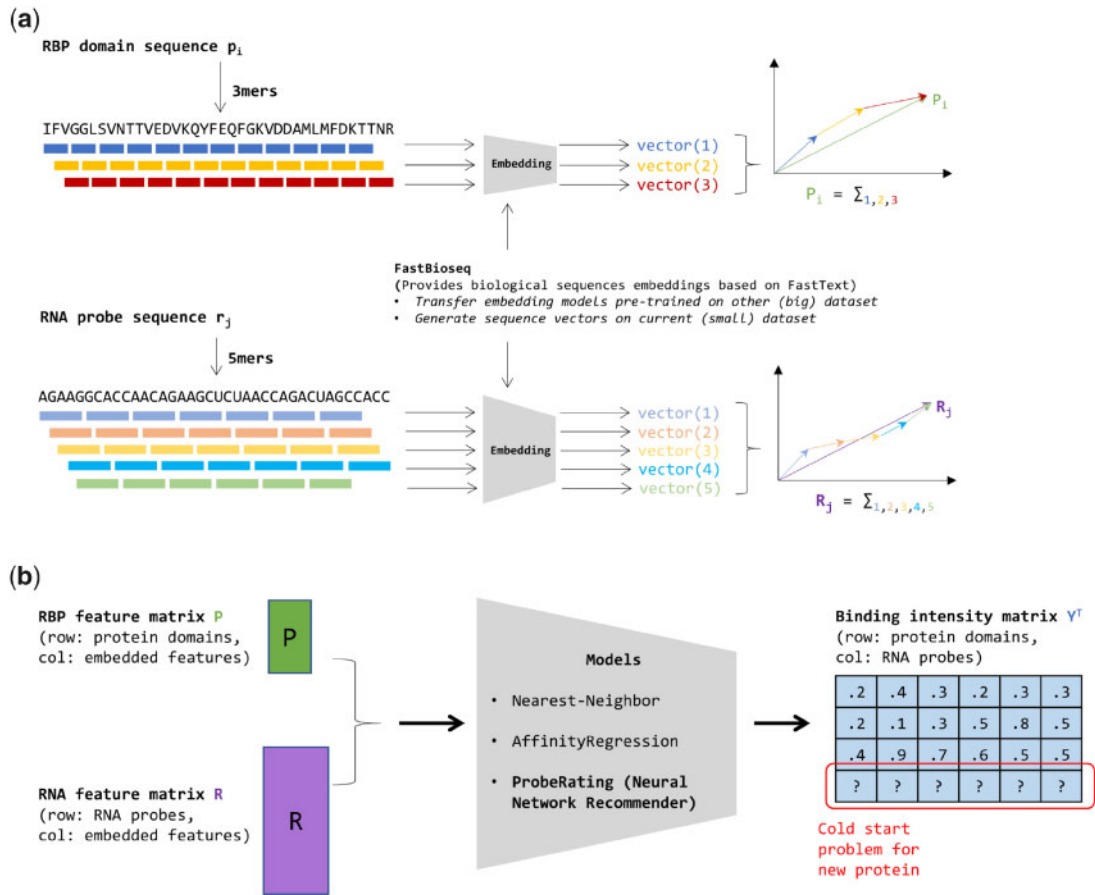 (a)
RBP domain sequence pi
3mers
IFVGGLSVNTTVEDVKQYFEQFGKVDDAMLMFDKTTNR
Embedding
vector(1)
vector(2)
vector(3)
Pi
Pi = ∑1,2,3
FastBioseq
(Provides biological sequences embeddings based on FastText)
• Transfer embedding models pre-trained on other (big) dataset
• Generate sequence vectors on current (small) dataset
RNA probe sequence rj
5mers
AGAAGGCACCAACAGAAGCUCUAACCAGACUAGCCACC
Embedding
vector(1)
vector(2)
vector(3)
vector(4)
vector(5)
Rj
Rj = ∑1,2,3,4,5
(b)
RBP feature matrix P
(row: protein domains,
col: embedded features)
P
RNA feature matrix R
(row: RNA probes,
col: embedded features)
R
Models
• Nearest-Neighbor
• AffinityRegression
• ProbeRating (Neural
Network Recommender)
Binding intensity matrix YT
(row: protein domains,
col: RNA probes)
.2 .4 .3 .2 .3 .3
.2 .1 .3 .5 .8 .5
.4 .9 .7 .6 .5 .5
? ? ? ? ? ?
Cold start
problem for
new protein